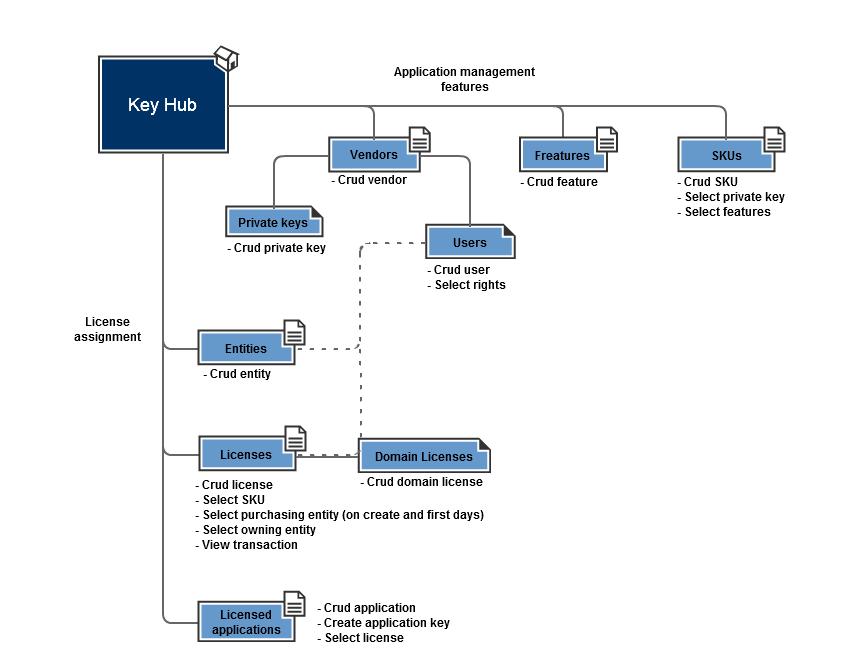 Application management
features
Key Hub
Vendors
- Crud vendor
Freatures
- Crud feature
SKUs
- Crud SKU
- Select private key
- Select features
Private keys
- Crud private key
Users
- Crud user
- Select rights
License
assignment
Entities
- Crud entity
Licenses
- Crud license
- Select SKU
- Select purchasing entity (on create and first days)
- Select owning entity
- View transaction
Domain Licenses
- Crud domain license
Licensed
applications
- Crud application
- Create application key
- Select license